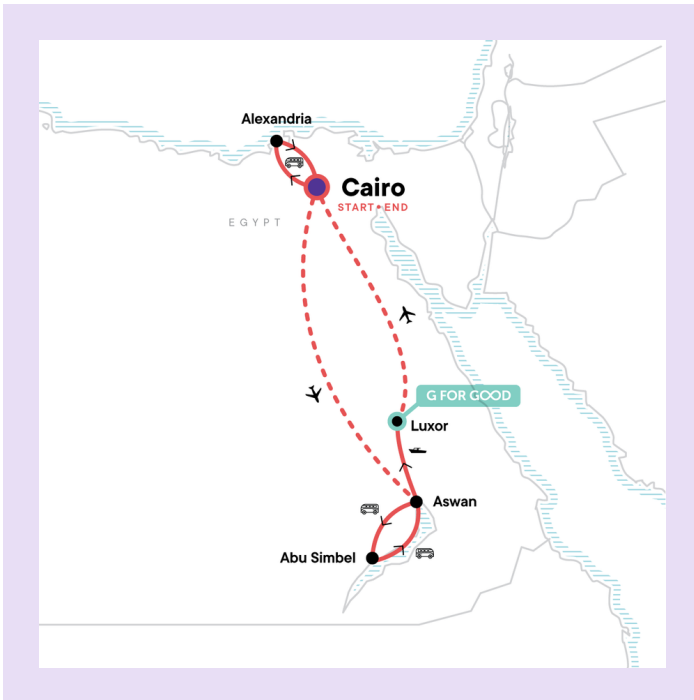 Alexandria
Cairo
START • END
EGYPT
G FOR GOOD
Luxor
Aswan
Abu Simbel